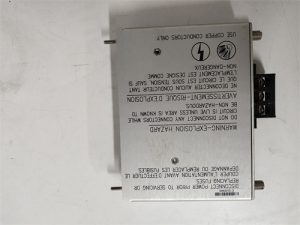 DISCONNECT POWER PRIOR TO SERVICING OR
REPLACING FUSES.
COUPER L'ALIMENTATION AVANT D'EFFECTUER LE
DEPANNAGE OU REMPLACER LES FUSIBLES.
WARNING-EXPLOSION HAZARD
DO NOT DISCONNECT ANY CONNECTORS WHILE
CIRCUIT IS LIVE UNLESS AREA IS KNOWN TO
BE NON-HAZARDOUS.
AVERTISSEMENT-RISQUE D'EXPLOSION
NE DECONNECTER AUCUN CONDUCTEUR TANT
QUE LE CIRCUIT EST SOUS TENSION, SAUF SI
L'EMPLACEMENT EST DESIGNE COMME
NON-DANGEREUX
USE COPPER CONDUCTORS ONLY